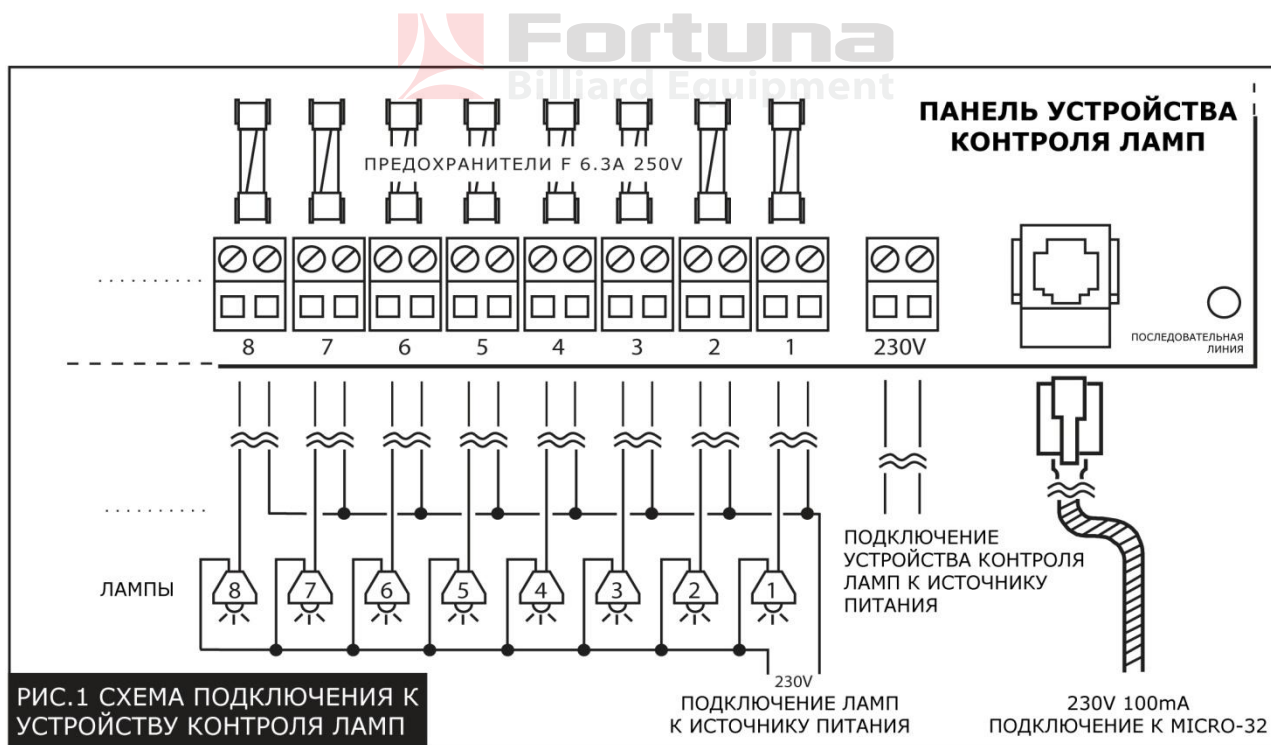 Fortuna
Billiard Equipment
ПАНЕЛЬ УСТРОЙСТВА
КОНТРОЛЯ ЛАМП
ПРЕДОХРАНИТЕЛИ F 6.3A 250V
8 7 6 5 4 3 2 1 230V
ПОСЛЕДОВАТЕЛЬНАЯ
ЛИНИЯ
ПОДКЛЮЧЕНИЕ
УСТРОЙСТВА КОНТРОЛЯ
ЛАМП К ИСТОЧНИКУ
ПИТАНИЯ
ЛАМПЫ
8 7 6 5 4 3 2 1
230V
ПОДКЛЮЧЕНИЕ ЛАМП
К ИСТОЧНИКУ ПИТАНИЯ
230V 100mA
ПОДКЛЮЧЕНИЕ К MICRO-32
РИС.1 СХЕМА ПОДКЛЮЧЕНИЯ К
УСТРОЙСТВУ КОНТРОЛЯ ЛАМП